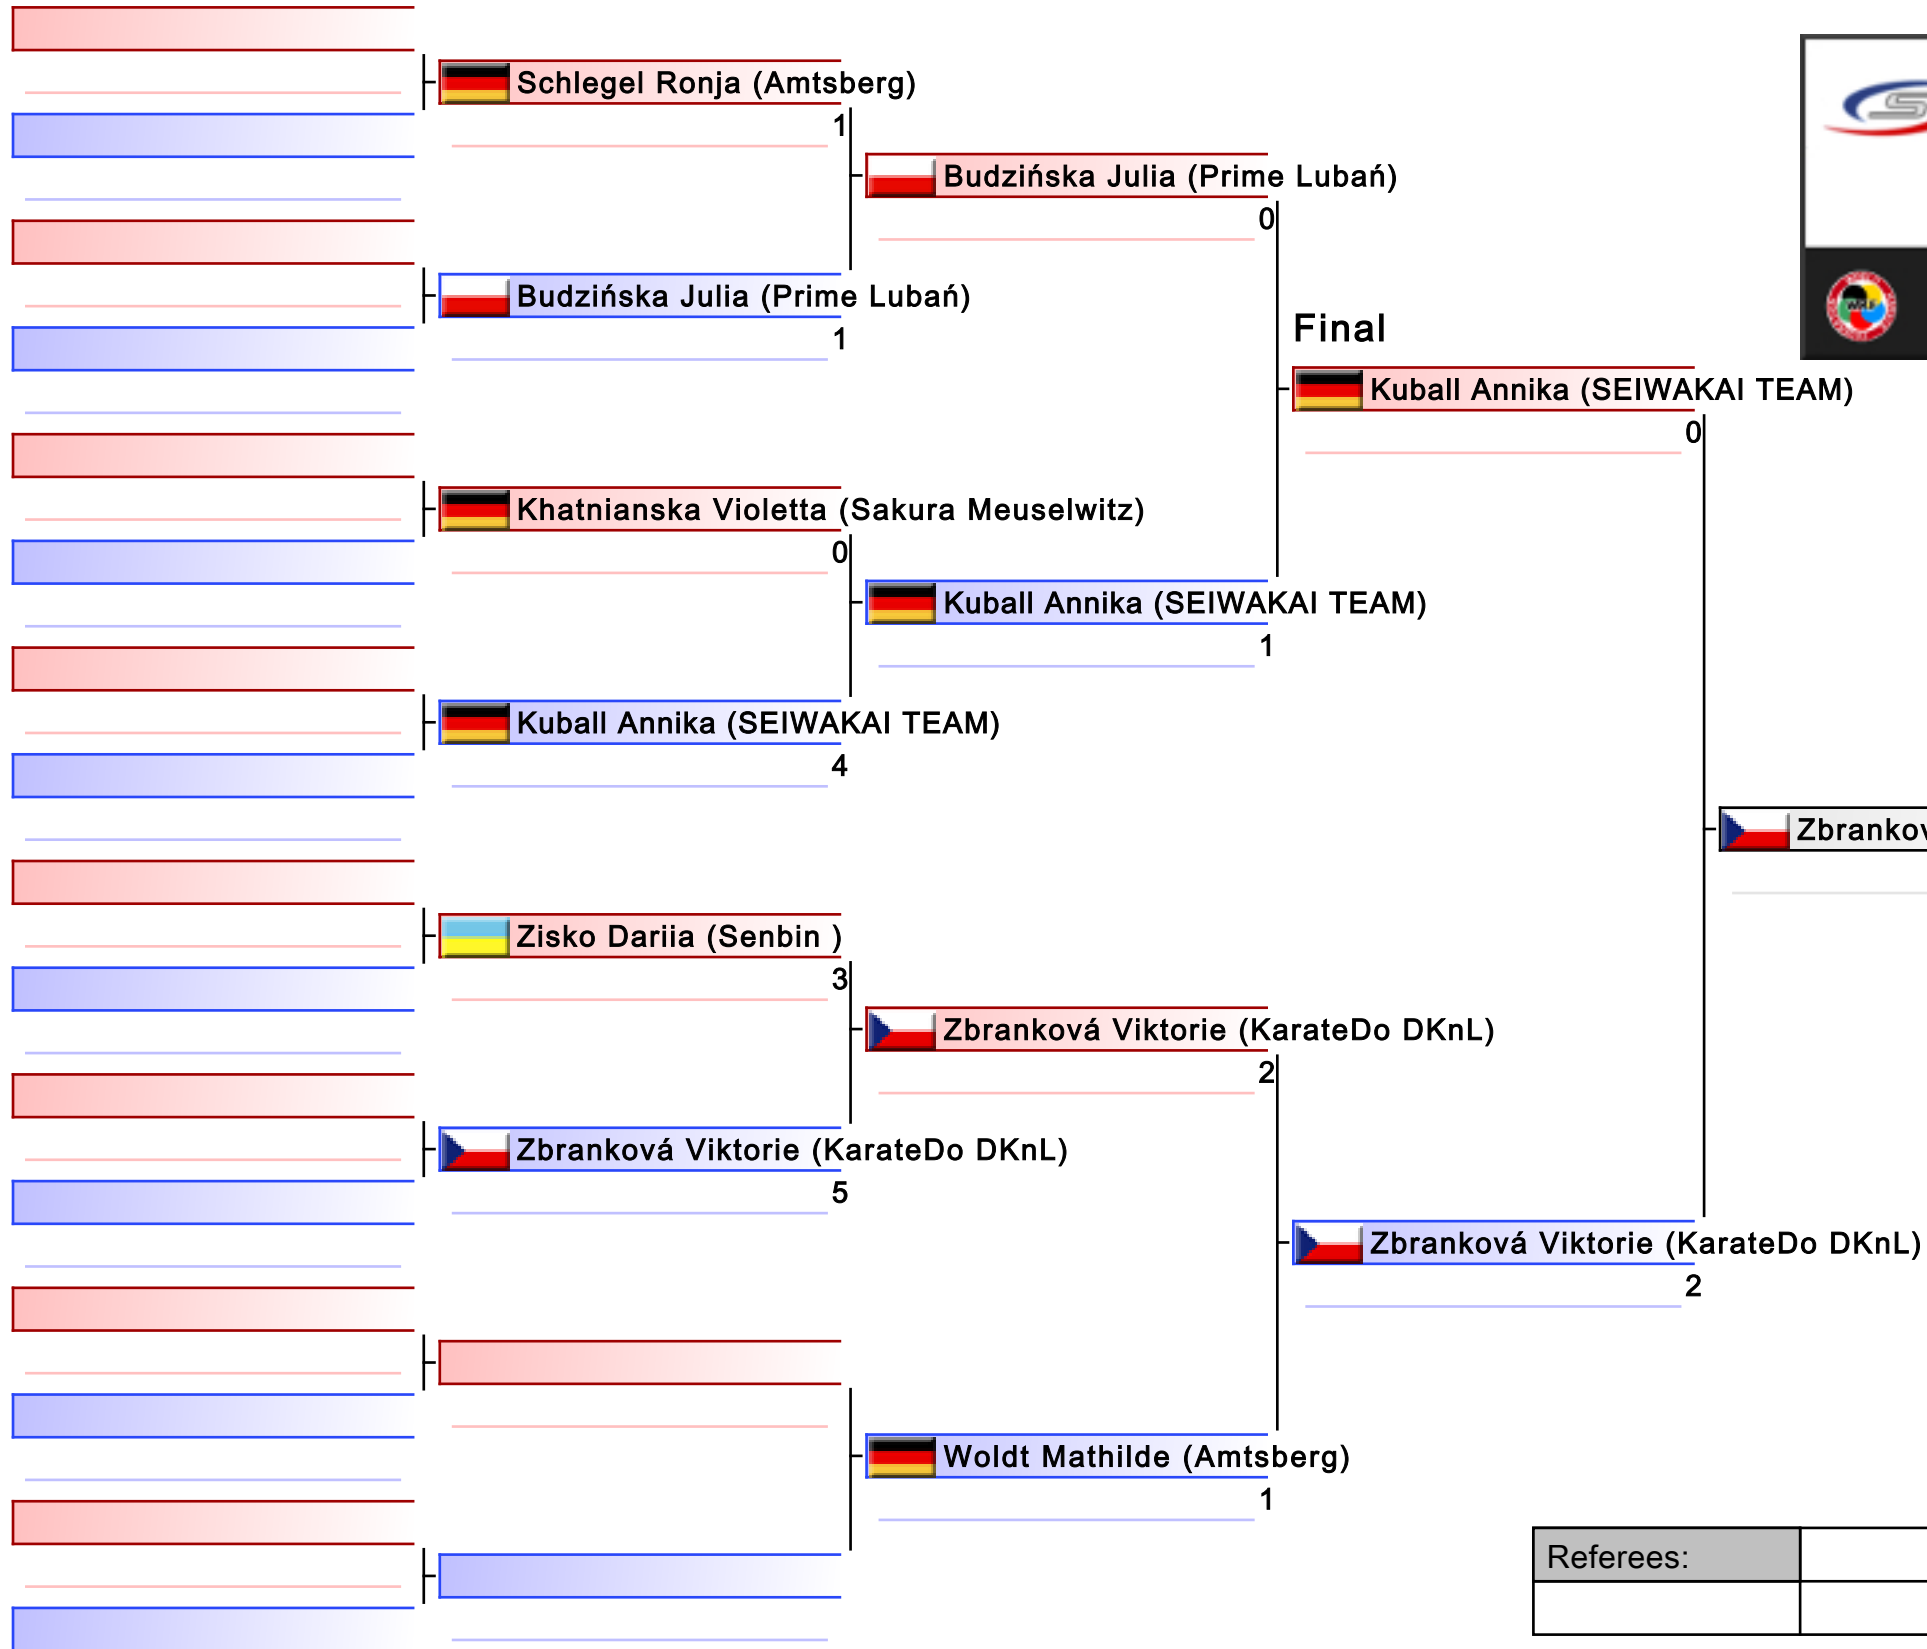 Schlegel Ronja (Amtsberg)
1
Budzińska Julia (Prime Lubań)
0
Budzińska Julia (Prime Lubań)
1
Final
Kuball Annika (SEIWAKAI TEAM)
0
Khatnianska Violetta (Sakura Meuselwitz)
0
Kuball Annika (SEIWAKAI TEAM)
1
Kuball Annika (SEIWAKAI TEAM)
4
Zisko Dariia (Senbin )
3
Zbranková Viktorie (KarateDo DKnL)
2
Zbranková Viktorie (KarateDo DKnL)
5
Zbranková Viktorie (KarateDo DKnL)
2
Woldt Mathilde (Amtsberg)
1
Referees: